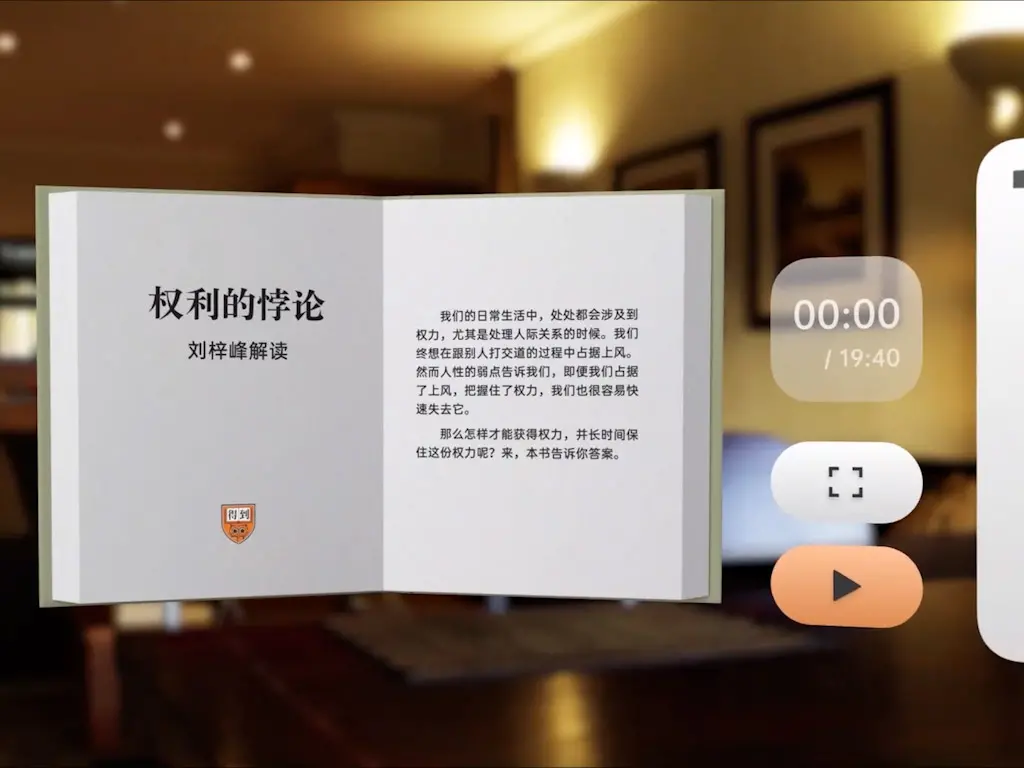 权利的悖论
刘梓峰解读
得到
我们的日常生活中，处处都会涉及到
权力，尤其是处理人际关系的时候。我们
终想在跟别人打交道的过程中占据上风。
然而人性的弱点告诉我们，即便我们占据
了上风，把握住了权力，我们也很容易快
速失去它。
那么怎样才能获得权力，并长时间保
住这份权力呢？来，本书告诉你答案。
00:00
/ 19:40